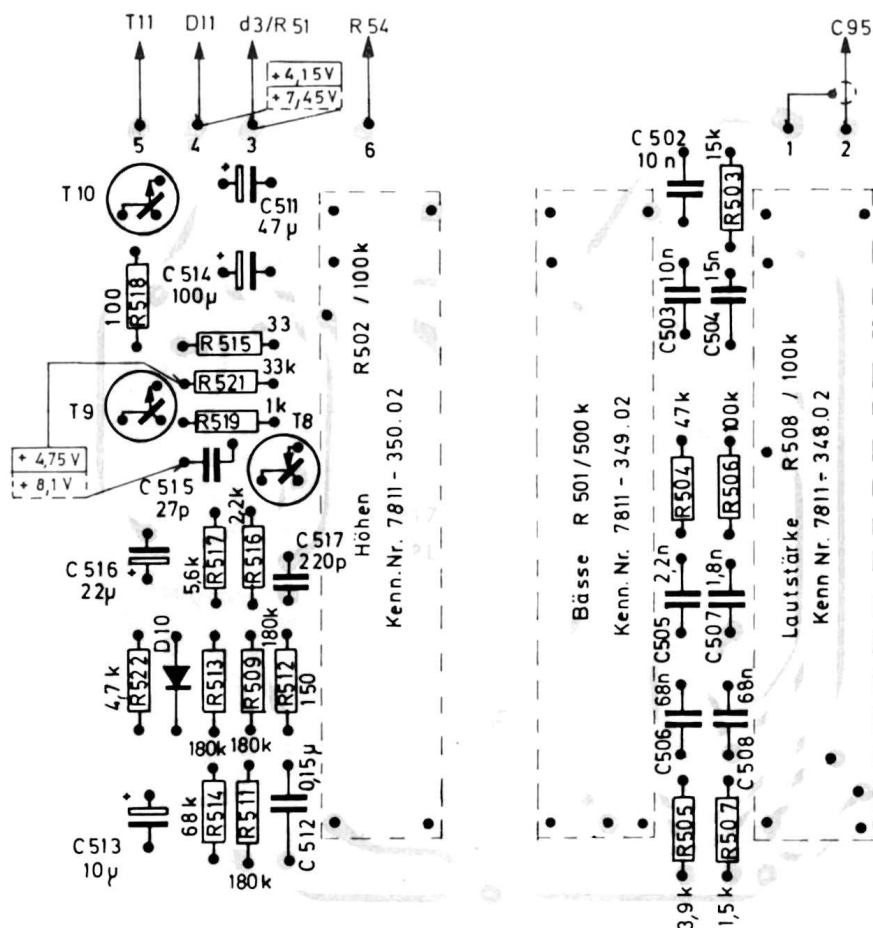 T11 D11 d3/R51 R54 C95
+4,15V
+7,45V
5 4 3 6 1 2
T10
C511
47µ
C502
10n
15k
R503
C514
100µ
100
R518
R502 / 100k
10n
C503
15n
C504
R515 33
R521 33k
R519 1k
T9
T8
+ 4,75V
+ 8,1V
C515
27p
Höhen
Kenn. Nr. 7811-350.02
Bässe R 501/500k
Kenn. Nr. 7811-349.02
47k
R504
100k
R506
Lautstärke R508 / 100k
Kenn Nr. 7811-348.02
C516
22µ
5,6k
R517
2,2k
R516
C517
220p
2,2n
C505
1,8n
C507
4,7k
R522
D10
R513
180k
R509
180k
180k
R512
150
68n
C506
68n
C508
C513
10µ
68k
R514
R511
180k
0,15µ
C512
R505
3,9k
R507
1,5k